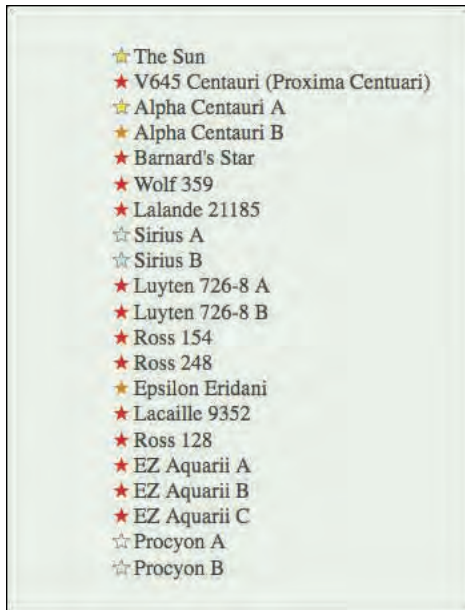 The Sun
V645 Centauri (Proxima Centuari)
Alpha Centauri A
Alpha Centauri B
Barnard's Star
Wolf 359
Lalande 21185
Sirius A
Sirius B
Luyten 726-8 A
Luyten 726-8 B
Ross 154
Ross 248
Epsilon Eridani
Lacaille 9352
Ross 128
EZ Aquarii A
EZ Aquarii B
EZ Aquarii C
Procyon A
Procyon B